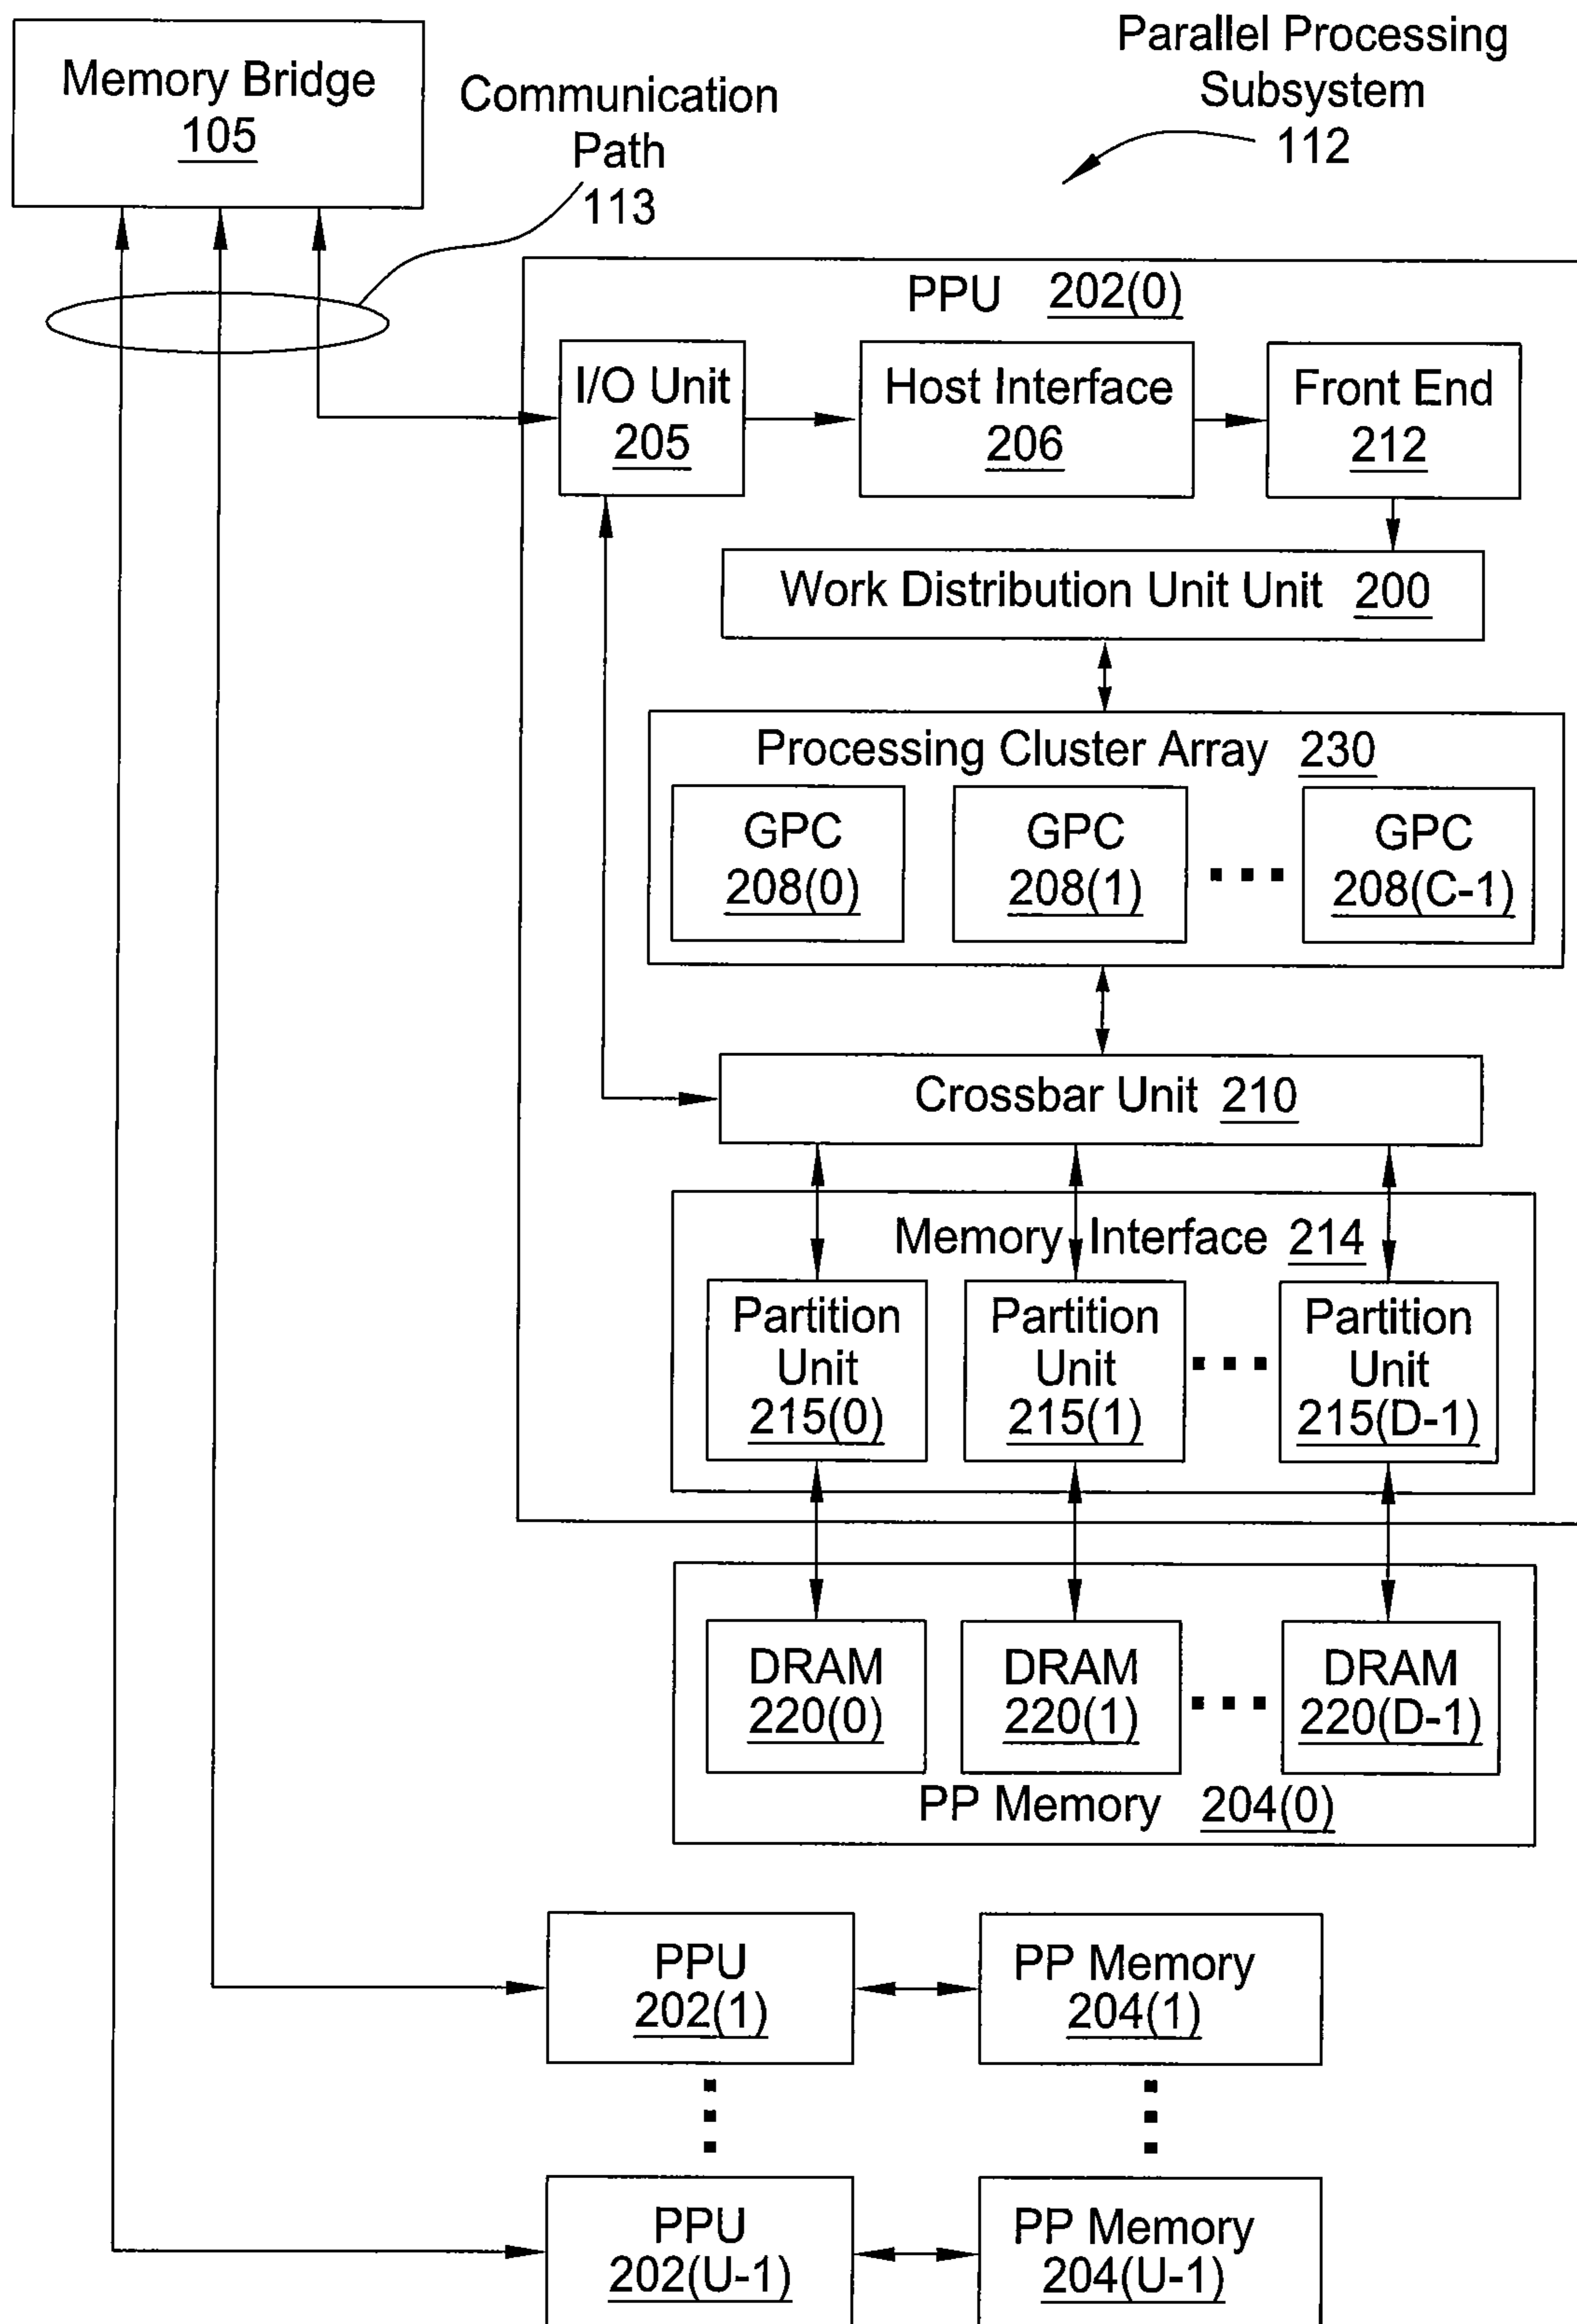 Parallel Processing
Subsystem
112
Memory Bridge
105
Communication
Path
113
PPU 202(0)
I/O Unit
205
Host Interface
206
Front End
212
Work Distribution Unit Unit 200
Processing Cluster Array 230
GPC
208(0)
GPC
208(1)
GPC
208(C-1)
Crossbar Unit 210
Memory Interface 214
Partition
Unit
215(0)
Partition
Unit
215(1)
Partition
Unit
215(D-1)
DRAM
220(0)
DRAM
220(1)
DRAM
220(D-1)
PP Memory 204(0)
PPU
202(1)
PP Memory
204(1)
PPU
202(U-1)
PP Memory
204(U-1)